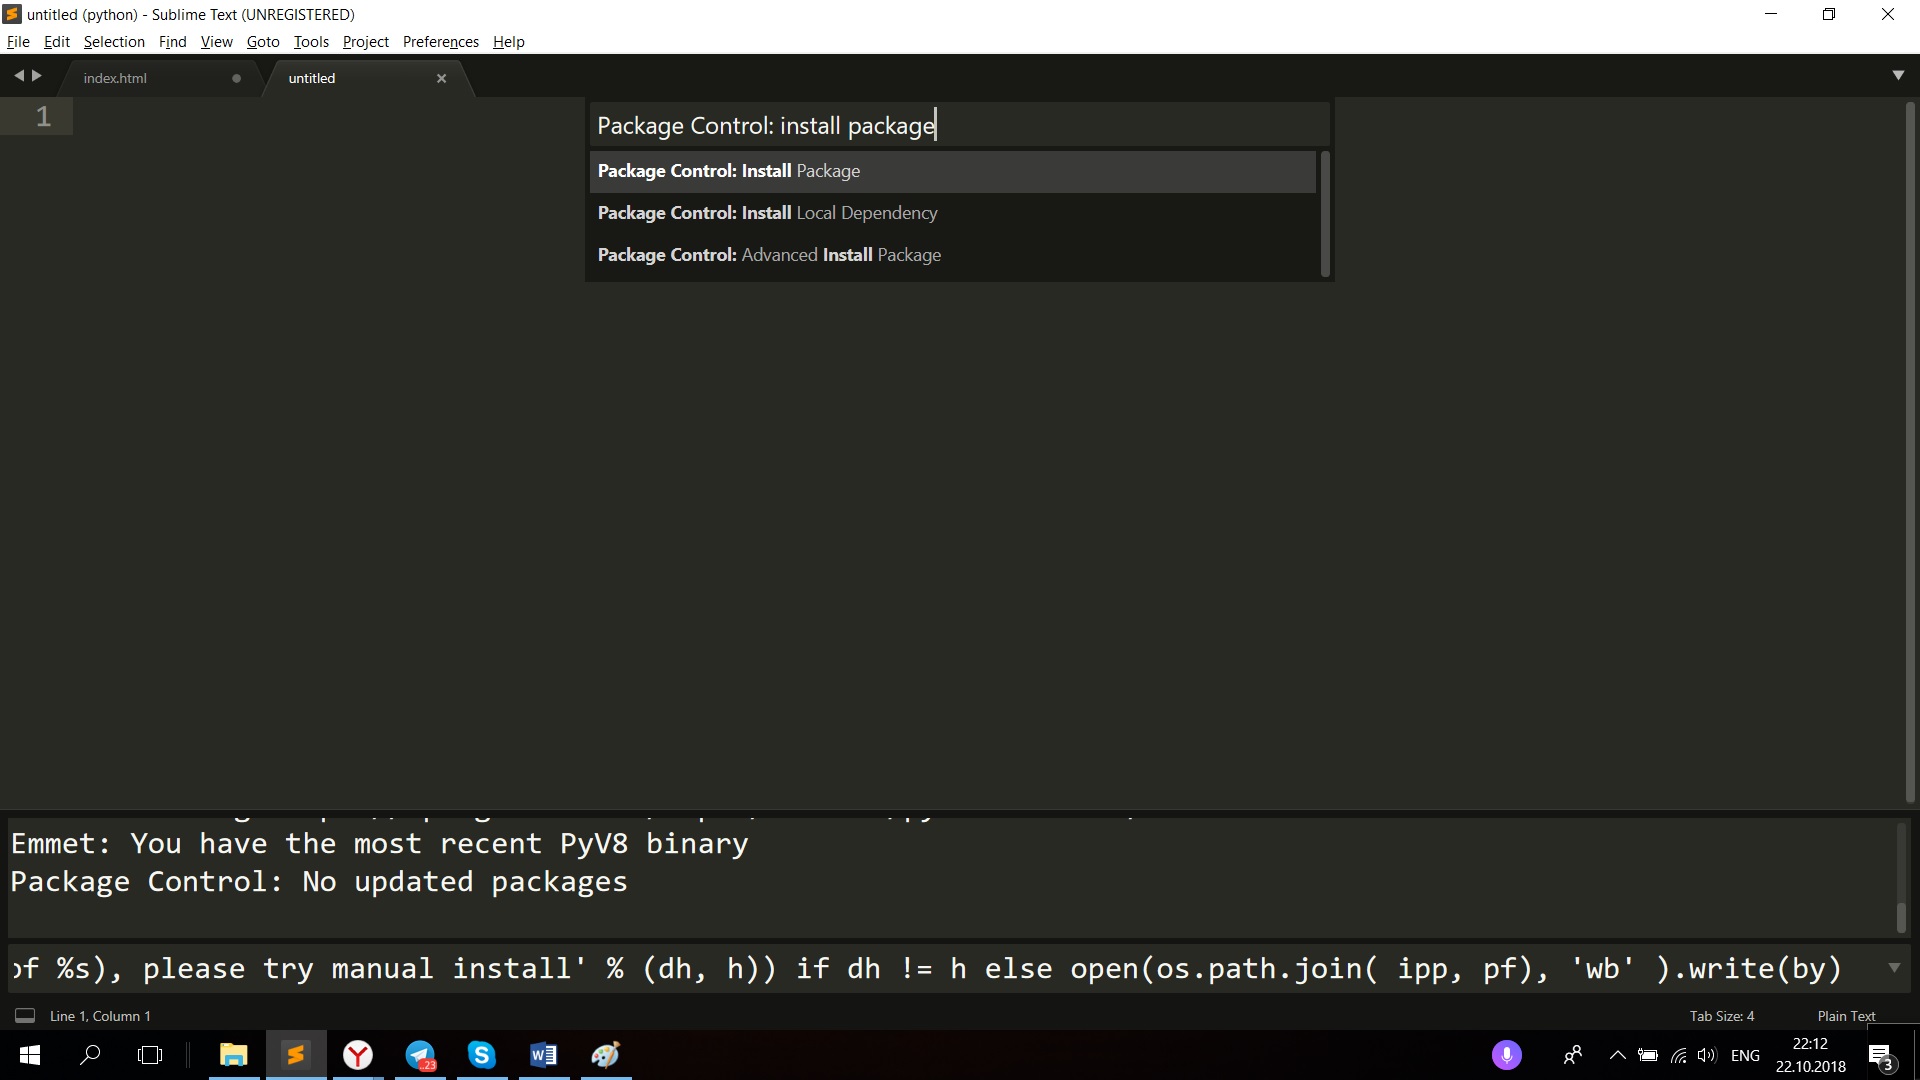 untitled (python) - Sublime Text (UNREGISTERED)
File Edit Selection Find View Goto Tools Project Preferences Help
index.html untitled
1
Package Control: install package
Package Control: Install Package
Package Control: Install Local Dependency
Package Control: Advanced Install Package
Emmet: You have the most recent PyV8 binary
Package Control: No updated packages
of %s), please try manual install' % (dh, h)) if dh != h else open(os.path.join( ipp, pf), 'wb' ).write(by)
Line 1, Column 1 Tab Size: 4 Plain Text
23 ENG 22:12
22.10.2018 3